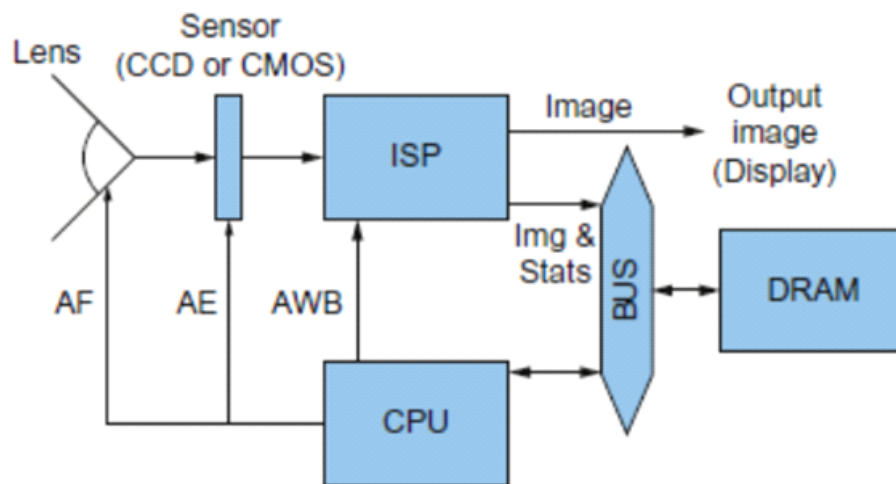 Lens
Sensor
(CCD or CMOS)
ISP
Image
Output
image
(Display)
Img &
Stats
BUS
DRAM
AF
AE
AWB
CPU